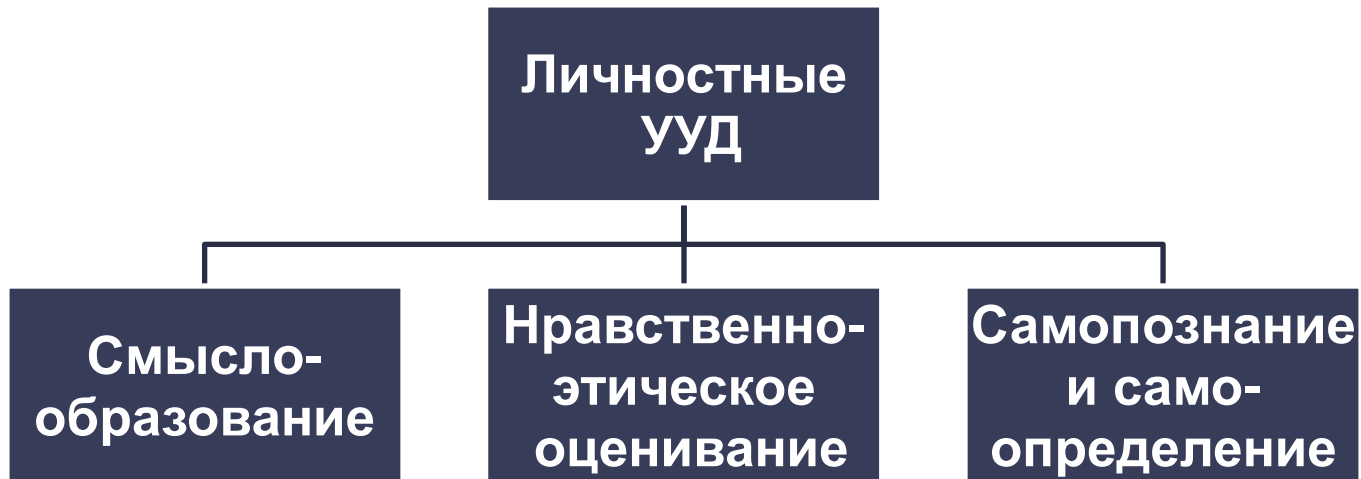 Личностные
УУД
Смысло-
образование
Нравственно-
этическое
оценивание
Самопознание
и само-
определение